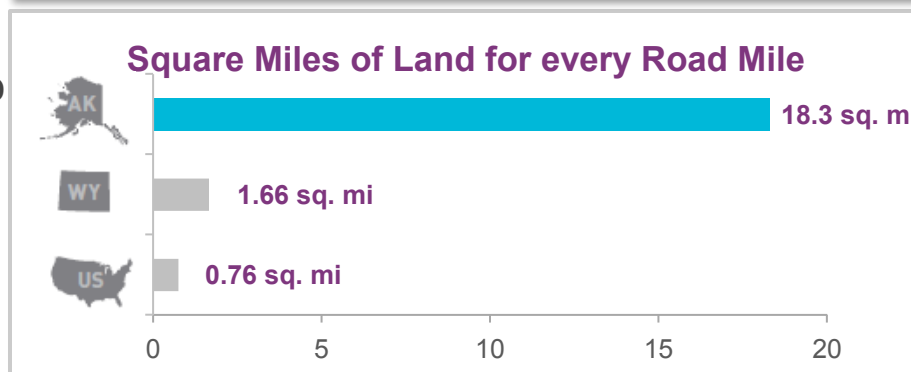 Square Miles of Land for every Road Mile
AK
18.3 sq. m
WY
1.66 sq. mi
US
0.76 sq. mi
0 5 10 15 20